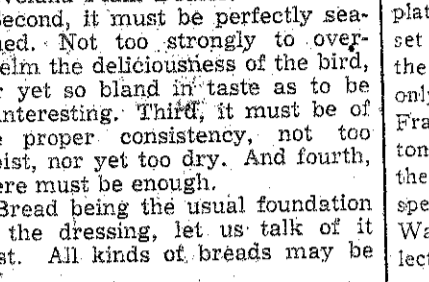 econd, it must be perfectly sea-
ned. Not too strongly to over-
elm the deliciousness of the bird,
r yet so bland in taste as to be
interesting. Third, it must be of
e proper consistency, not too
oist, nor yet too dry. And fourth,
ere must be enough.
Bread being the usual foundation
the dressing, let us talk of it
st. All kinds of breads may be
plat
set
the
only
Fra
ton
the
spe
Wa
lect